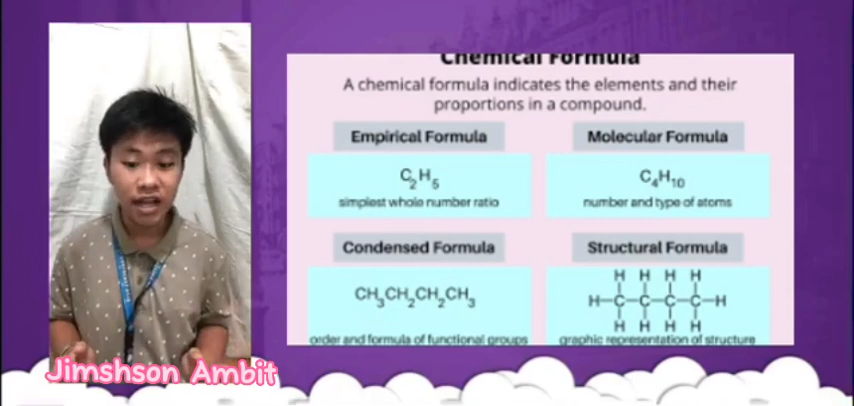 Chemical Formula
A chemical formula indicates the elements and their
proportions in a compound.
Empirical Formula
C₂H₅
simplest whole number ratio
Molecular Formula
C₄H₁₀
number and type of atoms
Condensed Formula
CH₃CH₂CH₂CH₃
order and formula of functional groups
Structural Formula
H H H H
H-C-C-C-C-H
H H H H
graphic representation of structure
Jimshson Ambit